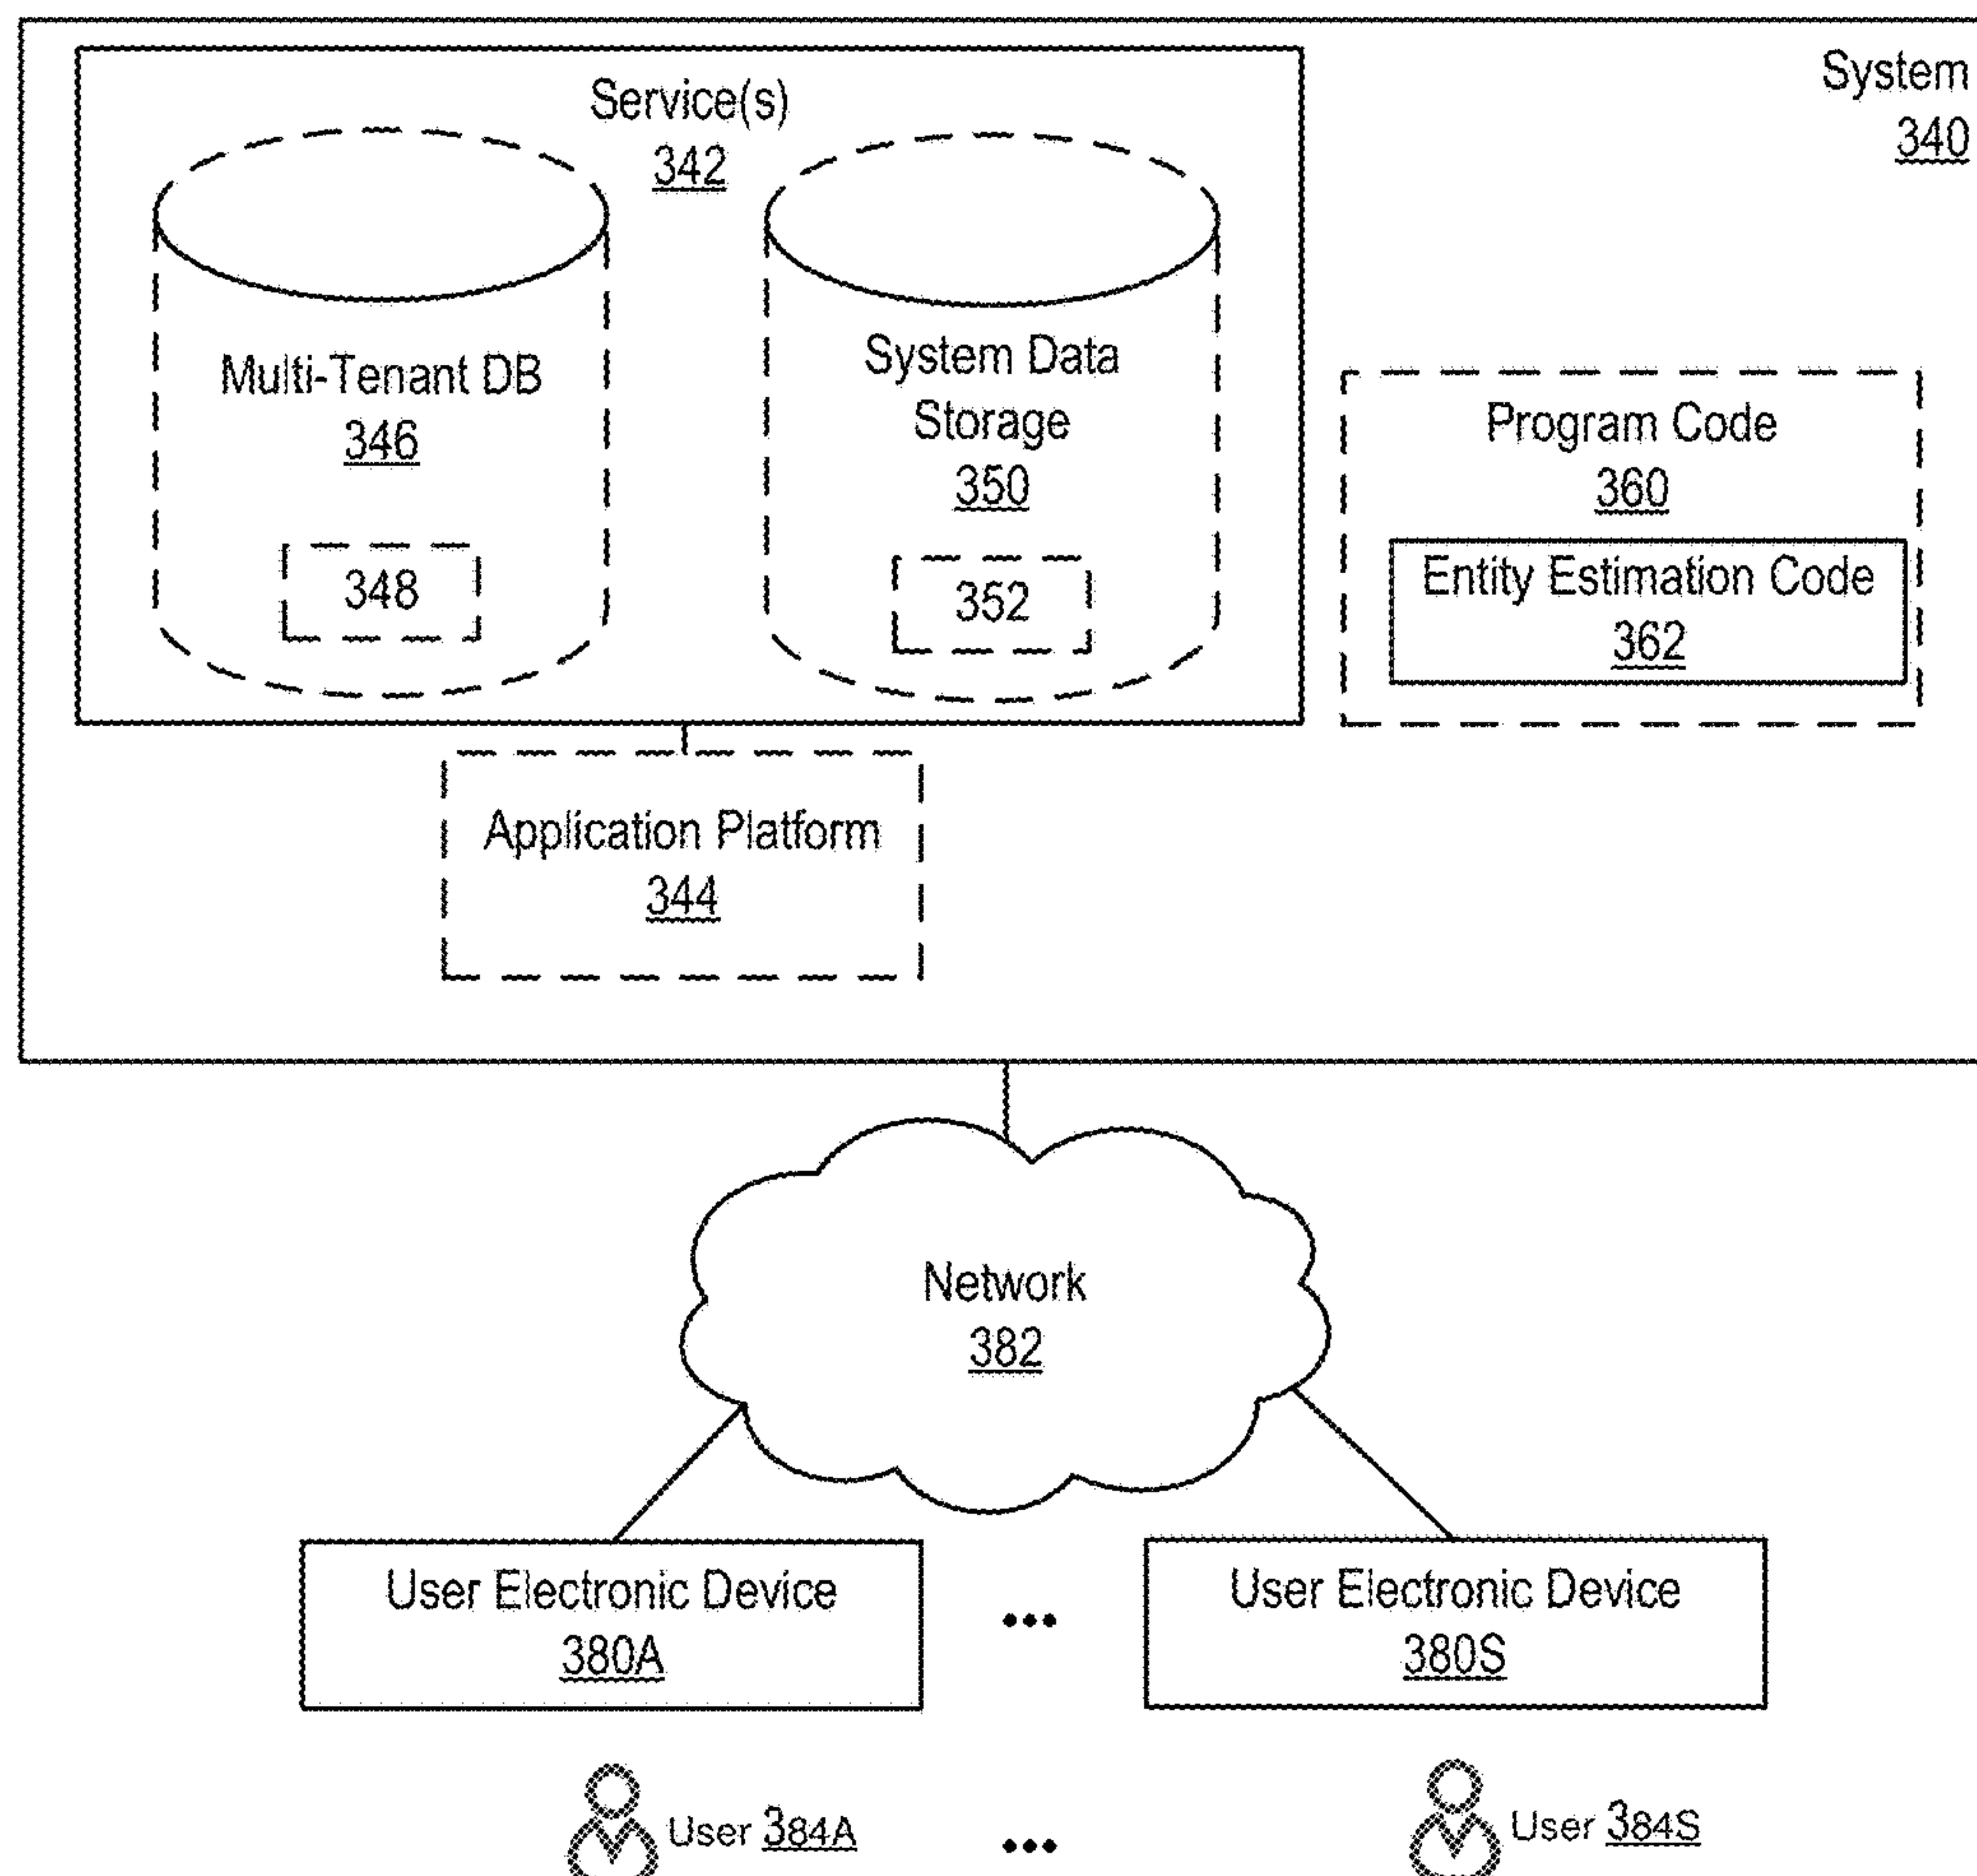 System
340
Service(s)
342
Multi-Tenant DB
346
348
System Data
Storage
350
352
Program Code
360
Entity Estimation Code
362
Application Platform
344
Network
382
User Electronic Device
380A
•••
User Electronic Device
380S
User 384A
•••
User 384S